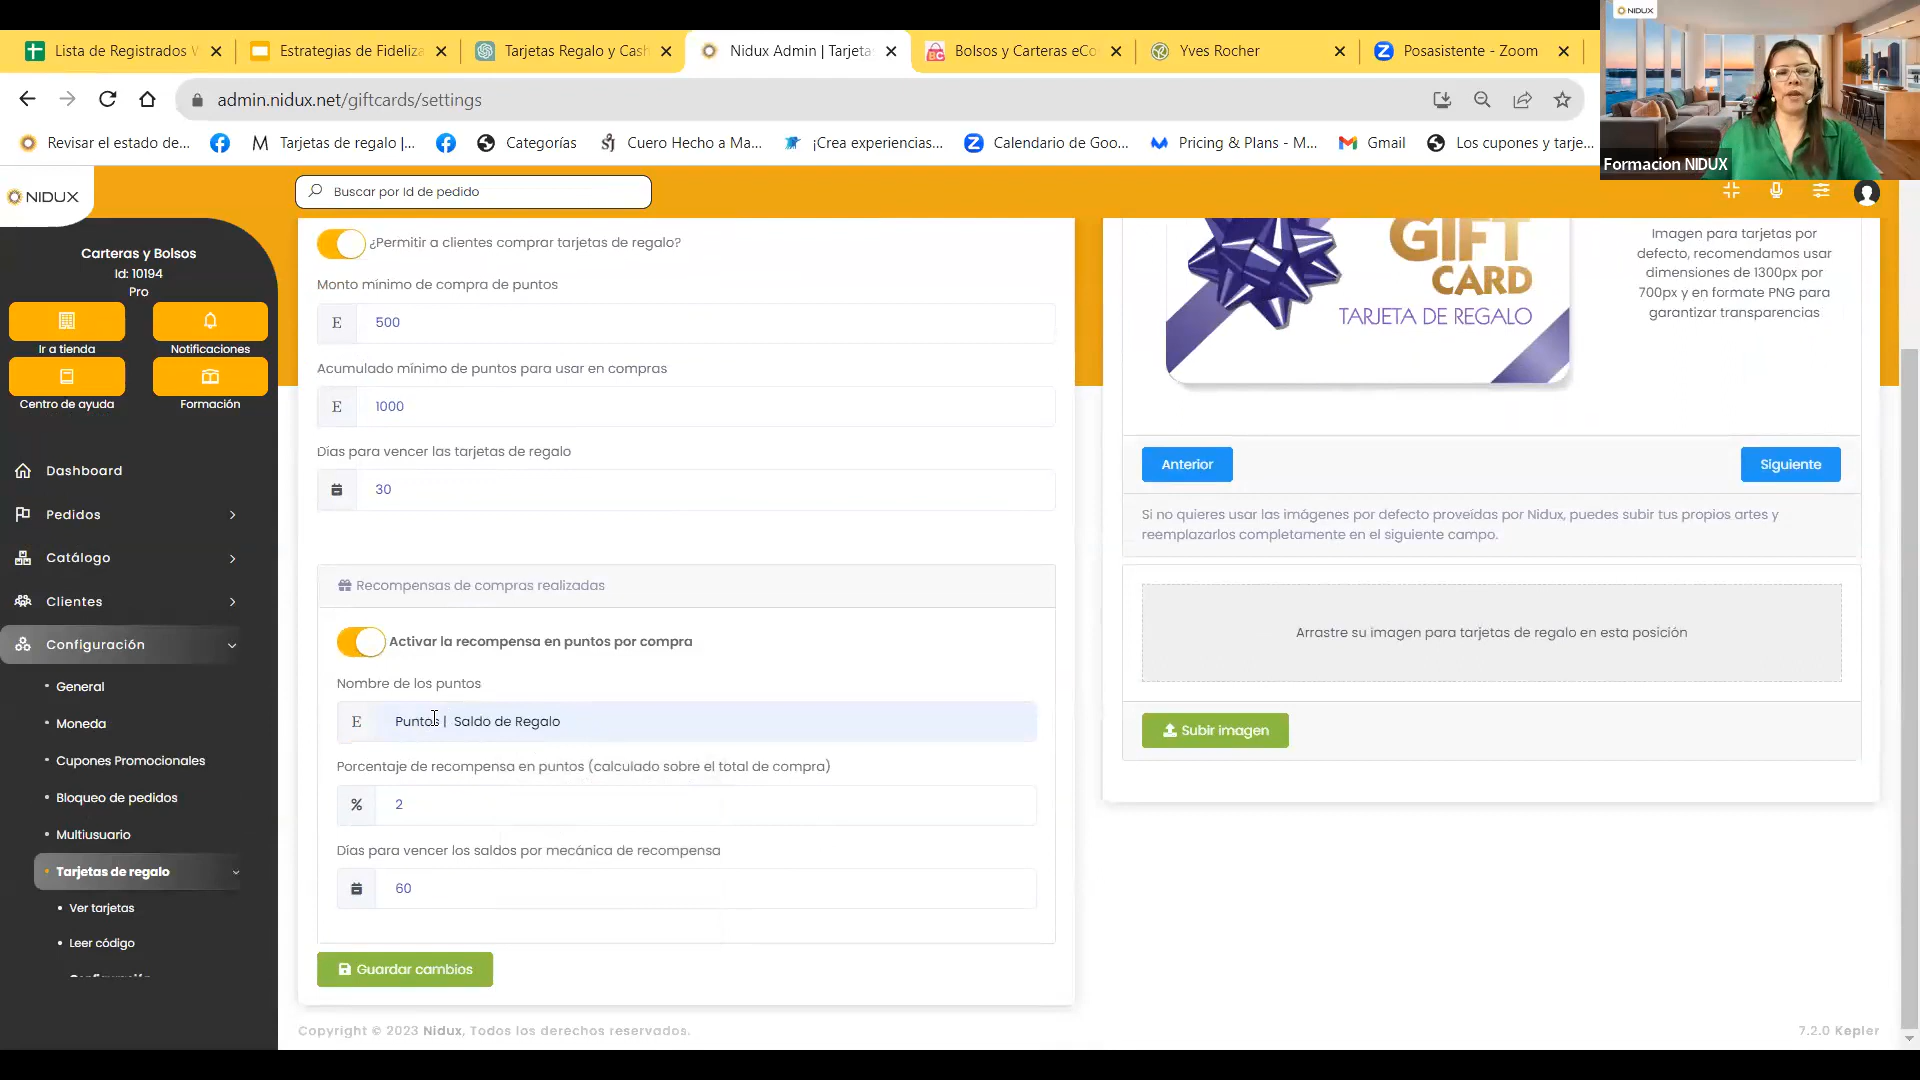 Lista de Registrados
Estrategias de Fideliza
Tarjetas Regalo y Cash
Nidux Admin | Tarjeta
Bolsos y Carteras eCo
Yves Rocher
Posasistente - Zoom
NIDUX
admin.nidux.net/giftcards/settings
Revisar el estado de...
Tarjetas de regalo |...
Categorías
Cuero Hecho a Ma...
¡Crea experiencias...
Calendario de Goo...
Pricing & Plans - M...
Gmail
Los cupones y tarje...
Formacion NIDUX
NIDUX
Buscar por Id de pedido
Carteras y Bolsos
Id: 10194
Pro
Ir a tienda
Notificaciones
Centro de ayuda
Formación
Dashboard
Pedidos
Catálogo
Clientes
Configuración
General
Moneda
Cupones Promocionales
Bloqueo de pedidos
Multiusuario
Tarjetas de regalo
Ver tarjetas
Leer código
Configuración
¿Permitir a clientes comprar tarjetas de regalo?
Monto mínimo de compra de puntos
E 500
Acumulado mínimo de puntos para usar en compras
E 1000
Días para vencer las tarjetas de regalo
30
Recompensas de compras realizadas
Activar la recompensa en puntos por compra
Nombre de los puntos
E Puntos | Saldo de Regalo
Porcentaje de recompensa en puntos (calculado sobre el total de compra)
% 2
Días para vencer los saldos por mecánica de recompensa
60
Guardar cambios
GIFT
CARD
TARJETA DE REGALO
Imagen para tarjetas por
defecto, recomendamos usar
dimensiones de 1300px por
700px y en formate PNG para
garantizar transparencias
Anterior
Siguiente
Si no quieres usar las imágenes por defecto proveídas por Nidux, puedes subir tus propios artes y
reemplazarlos completamente en el siguiente campo.
Arrastre su imagen para tarjetas de regalo en esta posición
Subir imagen
Copyright © 2023 Nidux, Todos los derechos reservados.
7.2.0 Kepler